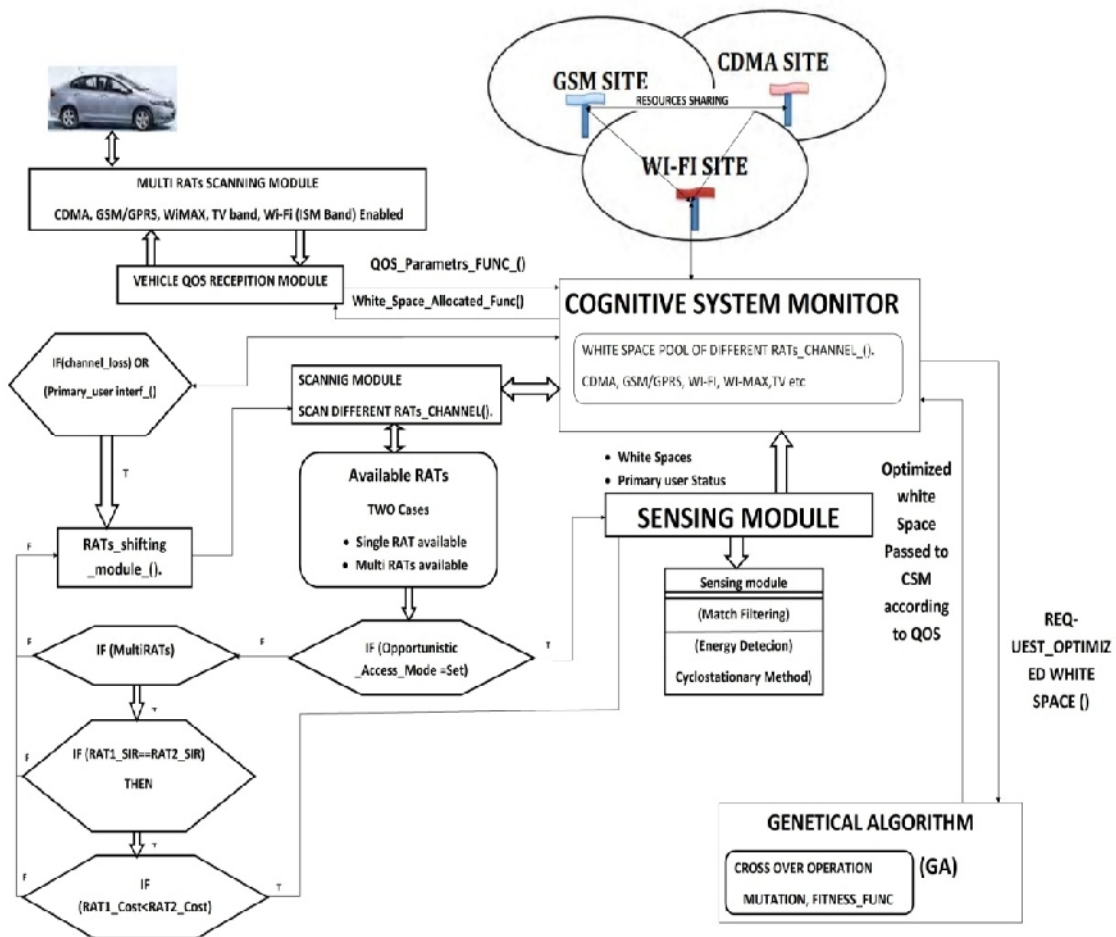 CDMA SITE
GSM SITE
RESOURCES SHARING
WI-FI SITE
MULTI RATs SCANNING MODULE
CDMA, GSM/GPRS, WiMAX, TV band, Wi-Fi (ISM Band) Enabled
VEHICLE QOS RECEPITION MODULE
QOS_Parametrs_FUNC_()
White_Space_Allocated_Func()
COGNITIVE SYSTEM MONITOR
WHITE SPACE POOL OF DIFFERENT RATs_CHANNEL_().
CDMA, GSM/GPRS, WI-FI, WI-MAX,TV etc
IF(channel_loss) OR
(Primary_user interf_()
T
SCANNIG MODULE
SCAN DIFFERENT RATs_CHANNEL().
Available RATs
TWO Cases
• Single RAT available
• Multi RATs available
• White Spaces
• Primary user Status
SENSING MODULE
Sensing module
(Match Filtering)
(Energy Detecion)
Cyclostationary Method)
Optimized
white
Space
Passed to
CSM
according
to QOS
REQ-
UEST_OPTIMIZ
ED WHITE
SPACE ()
F
RATs_shifting
_module_().
F
IF (MultiRATs)
F
IF (Opportunistic
_Access_Mode =Set)
T
T
F
IF (RAT1_SIR==RAT2_SIR)
THEN
T
F
IF
(RAT1_Cost<RAT2_Cost)
T
GENETICAL ALGORITHM
(GA)
CROSS OVER OPERATION
MUTATION, FITNESS_FUNC